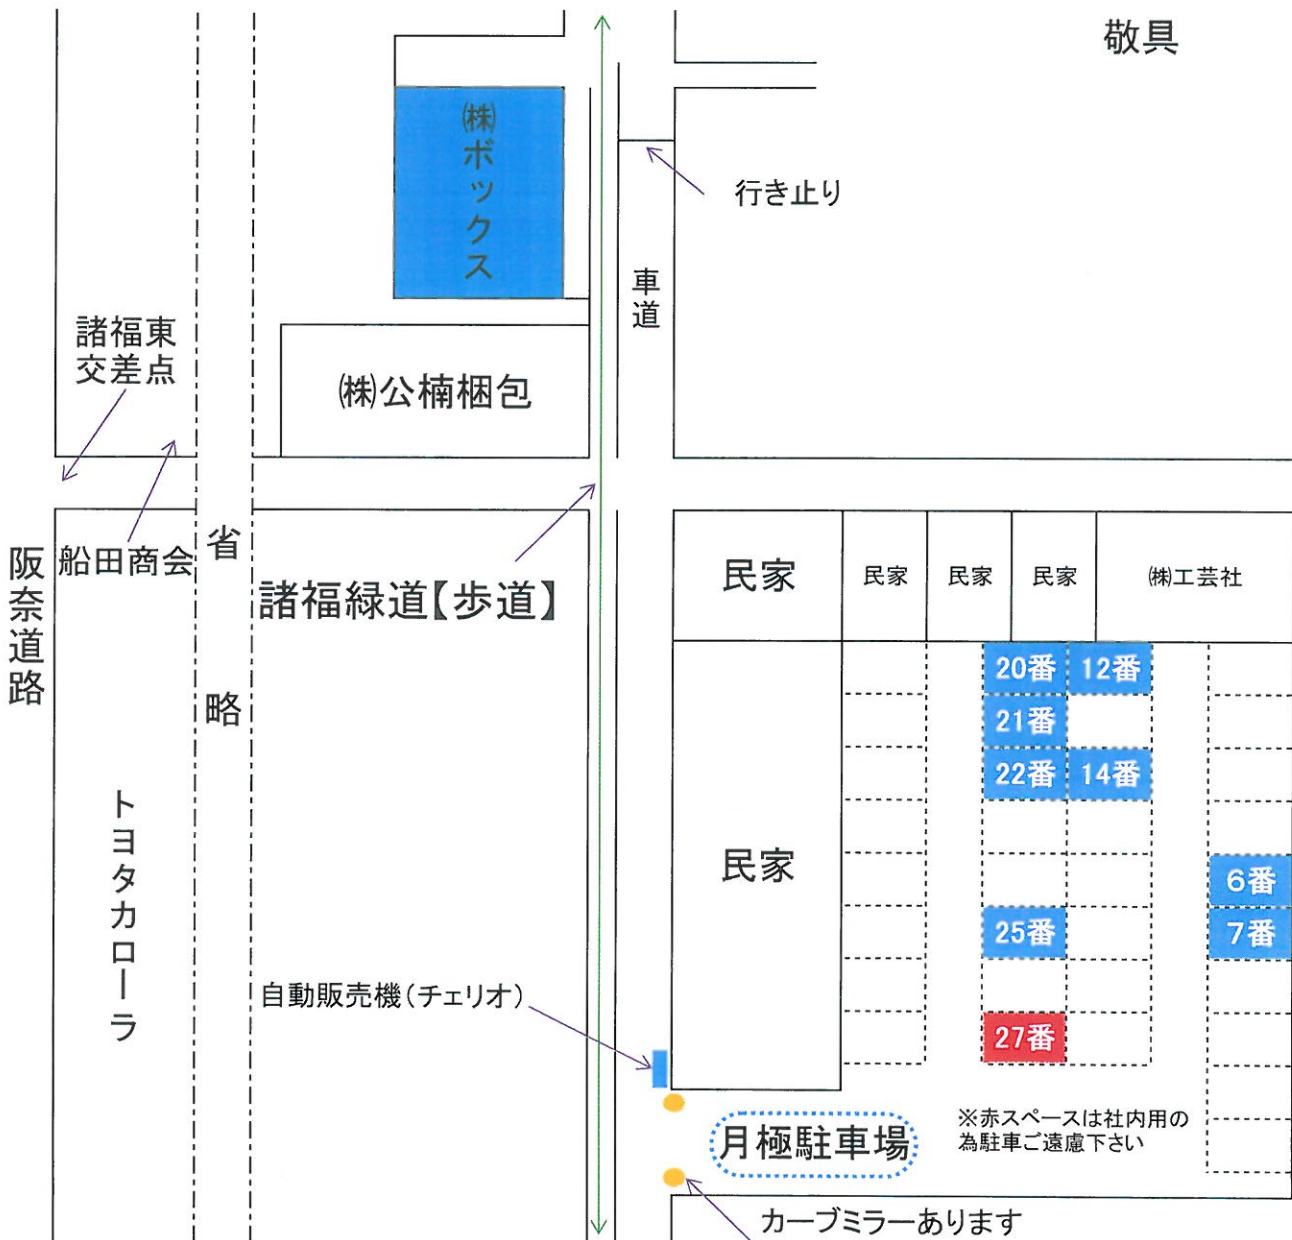 敬具
㈱ボックス
行き止り
車道
諸福東
交差点
㈱公楠梱包
阪奈道路
船田商会
省略
諸福緑道【歩道】
民家
民家
民家
民家
㈱工芸社
20番
12番
21番
22番
14番
トヨタカローラ
民家
6番
25番
7番
自動販売機(チェリオ)
27番
月極駐車場
※赤スペースは社内用の
為駐車ご遠慮下さい
カーブミラーあります